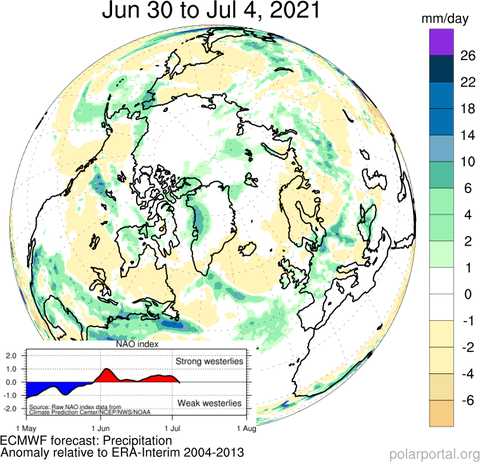 Jun 30 to Jul 4, 2021
mm/day
26
22
18
14
10
6
4
2
1
0
-1
-2
-4
-6
NAO index
2.0
1.0
0.0
-1.0
-2.0
Strong westerlies
Weak westerlies
Source: Raw NAO index data from
Climate Prediction Center/NCEP/NWS/NOAA
1 May
1 Jun
1 Jul
1 Aug
ECMWF forecast: Precipitation
Anomaly relative to ERA-Interim 2004-2013
polarportal.org